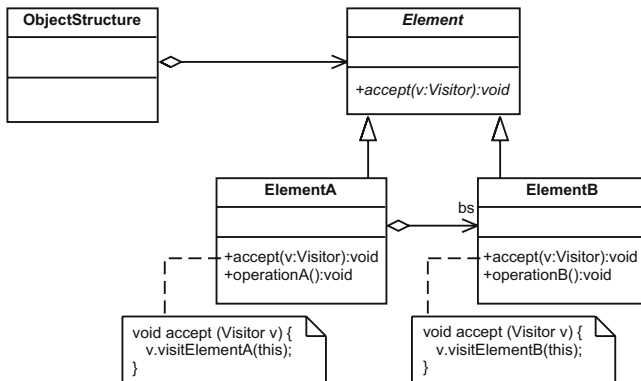 ObjectStructure
Element
+accept(v:Visitor):void
ElementA
bs
ElementB
+accept(v:Visitor):void
+operationA():void
+accept(v:Visitor):void
+operationB():void
void accept (Visitor v) {
v.visitElementA(this);
}
void accept (Visitor v) {
v.visitElementB(this);
}